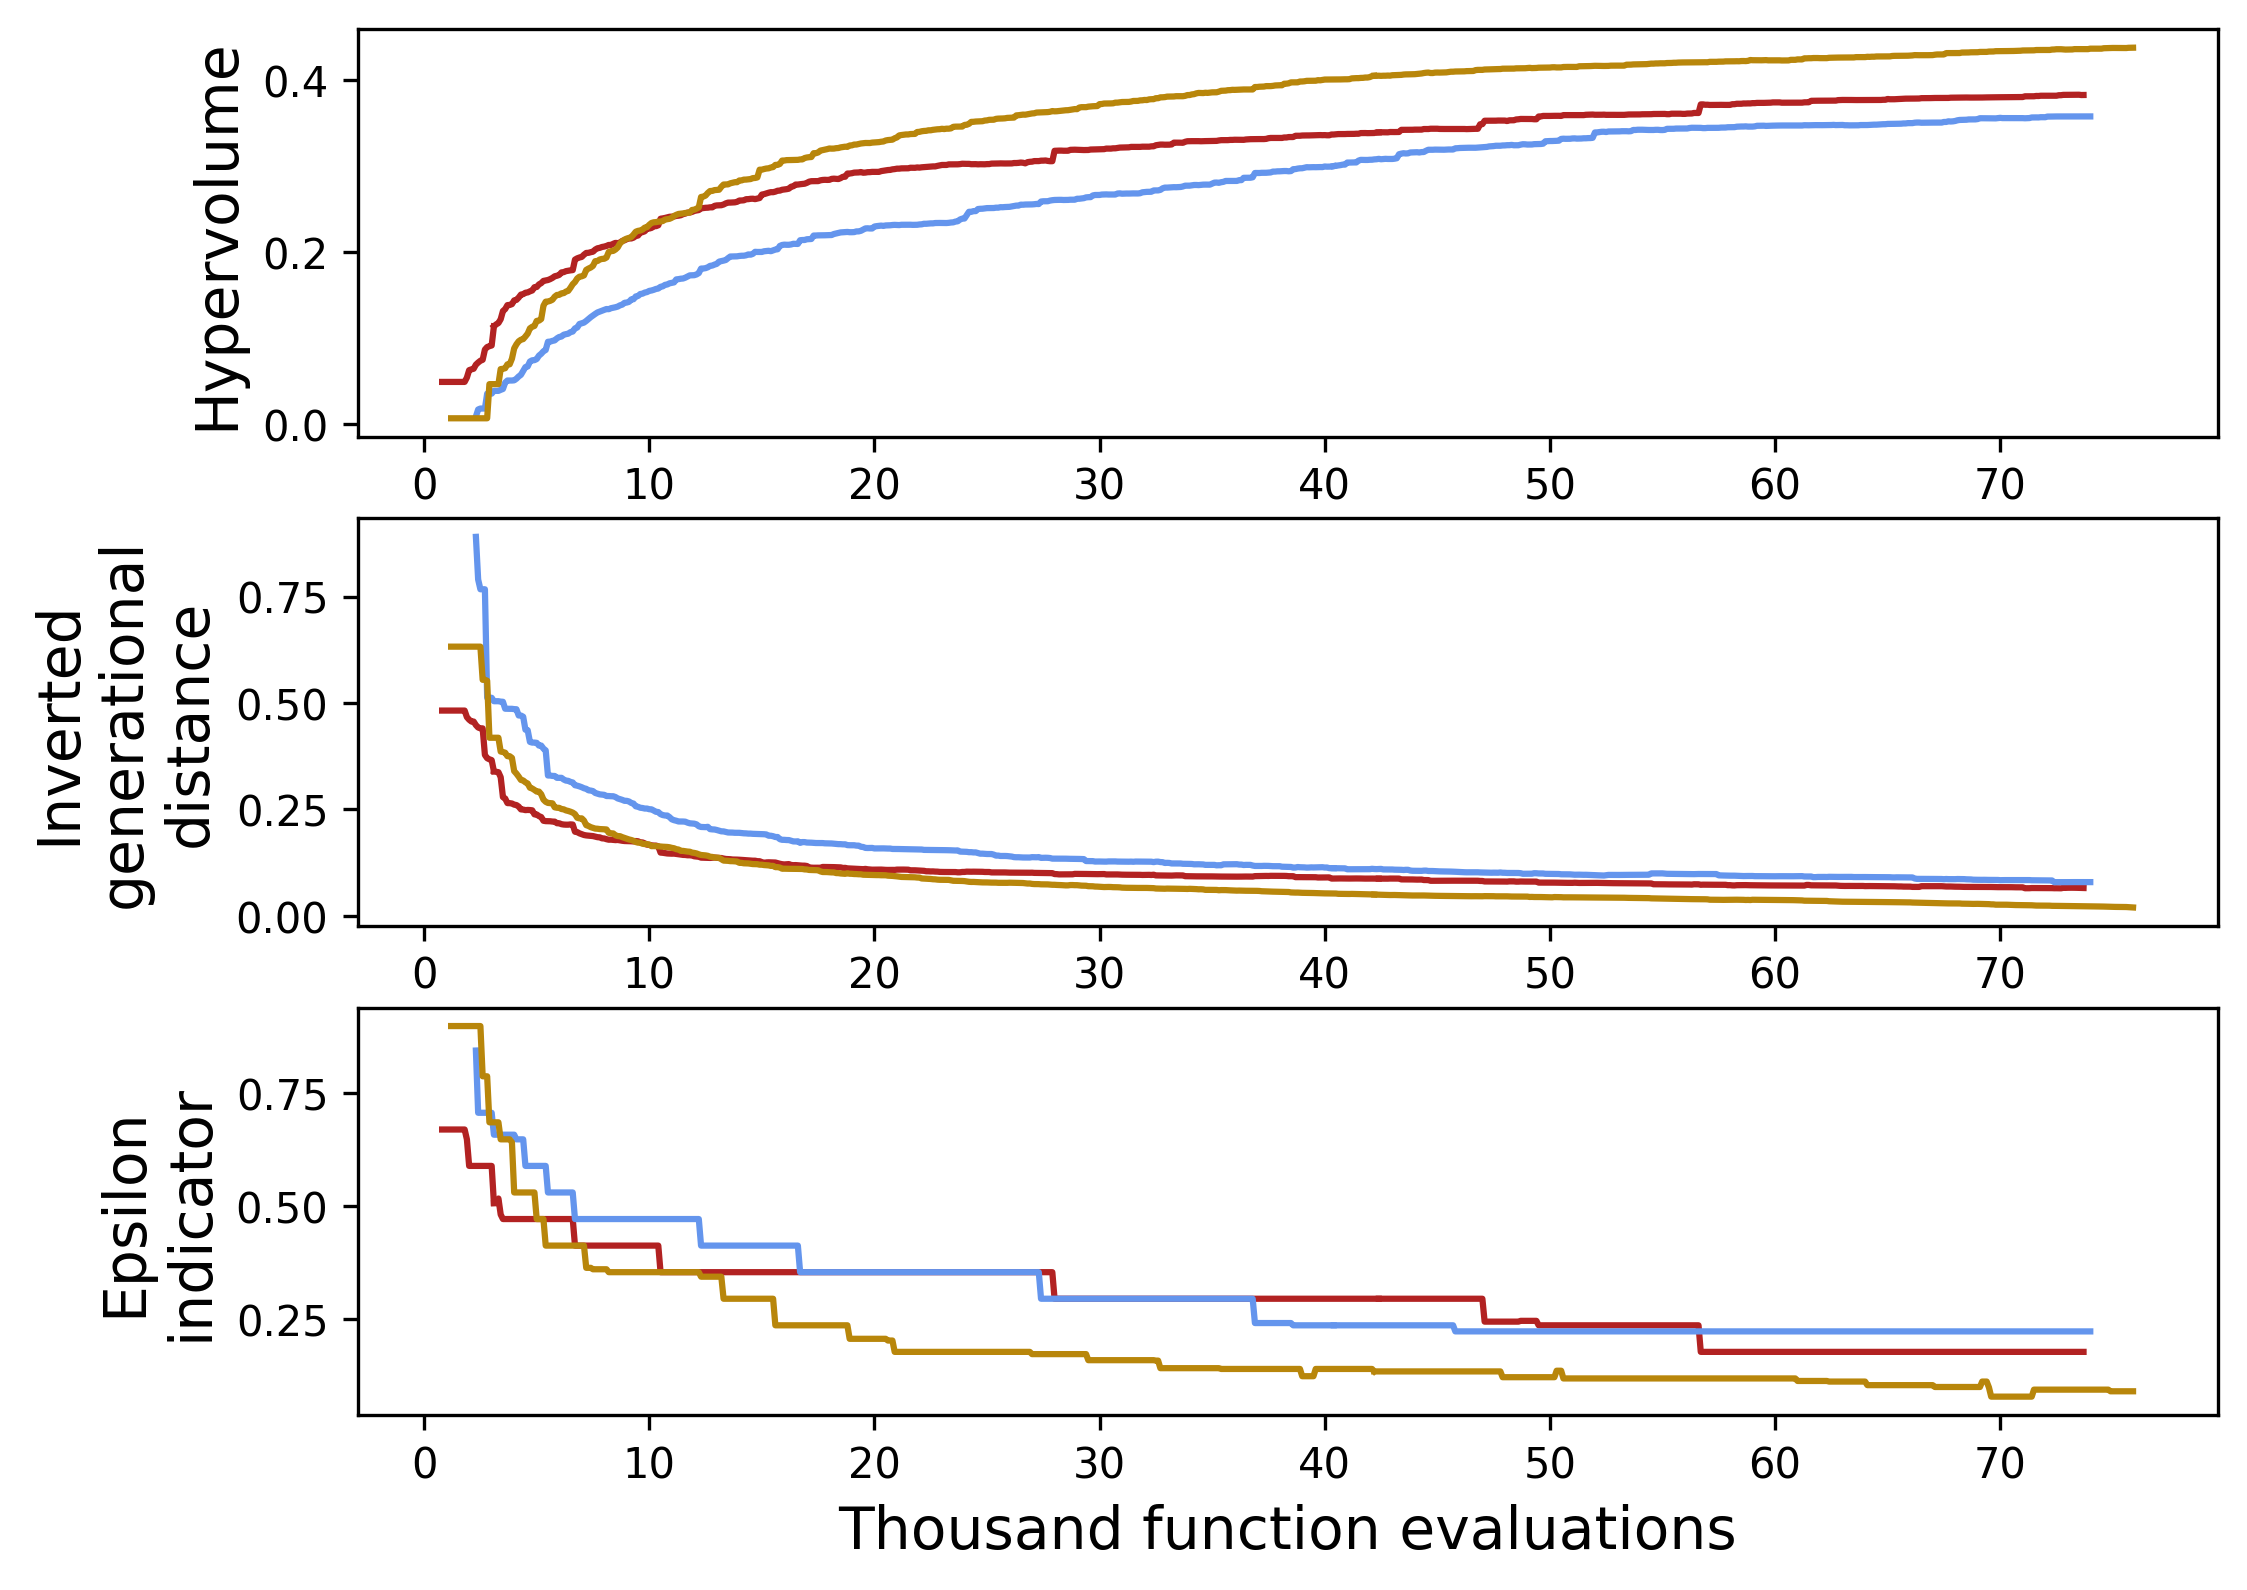 Hypervolume
0.4
0.2
0.0
0 10 20 30 40 50 60 70
Inverted
generational
distance
0.75
0.50
0.25
0.00
0 10 20 30 40 50 60 70
Epsilon
indicator
0.75
0.50
0.25
0 10 20 30 40 50 60 70
Thousand function evaluations